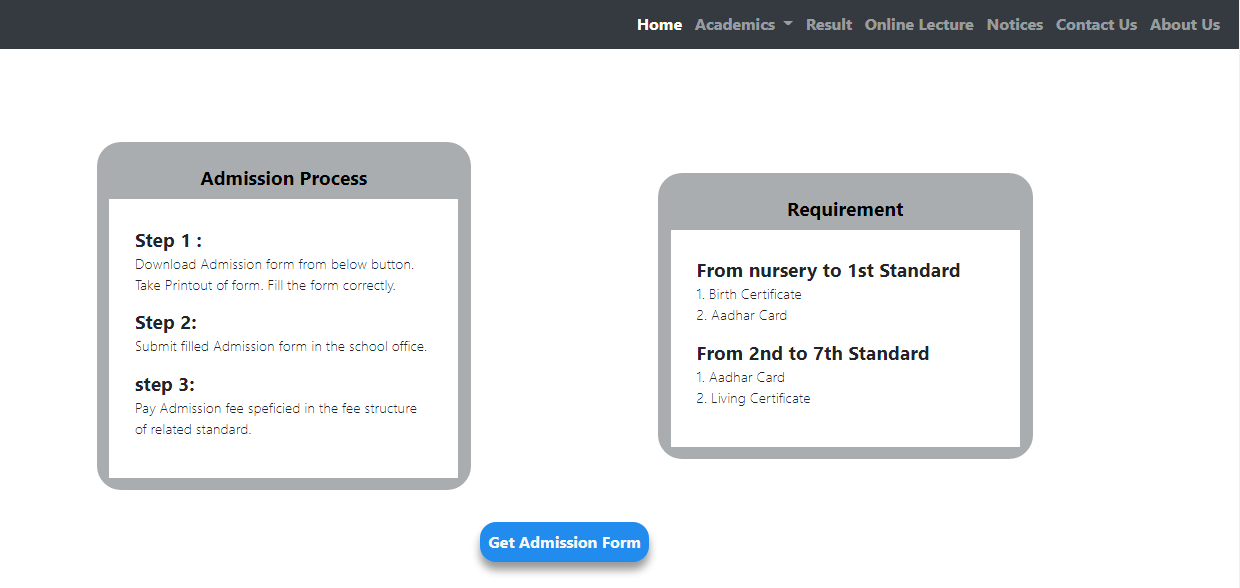 Home Academics Result Online Lecture Notices Contact Us About Us
Admission Process
Step 1 :
Download Admission form from below button.
Take Printout of form. Fill the form correctly.
Step 2:
Submit filled Admission form in the school office.
step 3:
Pay Admission fee speficied in the fee structure
of related standard.
Requirement
From nursery to 1st Standard
1. Birth Certificate
2. Aadhar Card
From 2nd to 7th Standard
1. Aadhar Card
2. Living Certificate
Get Admission Form